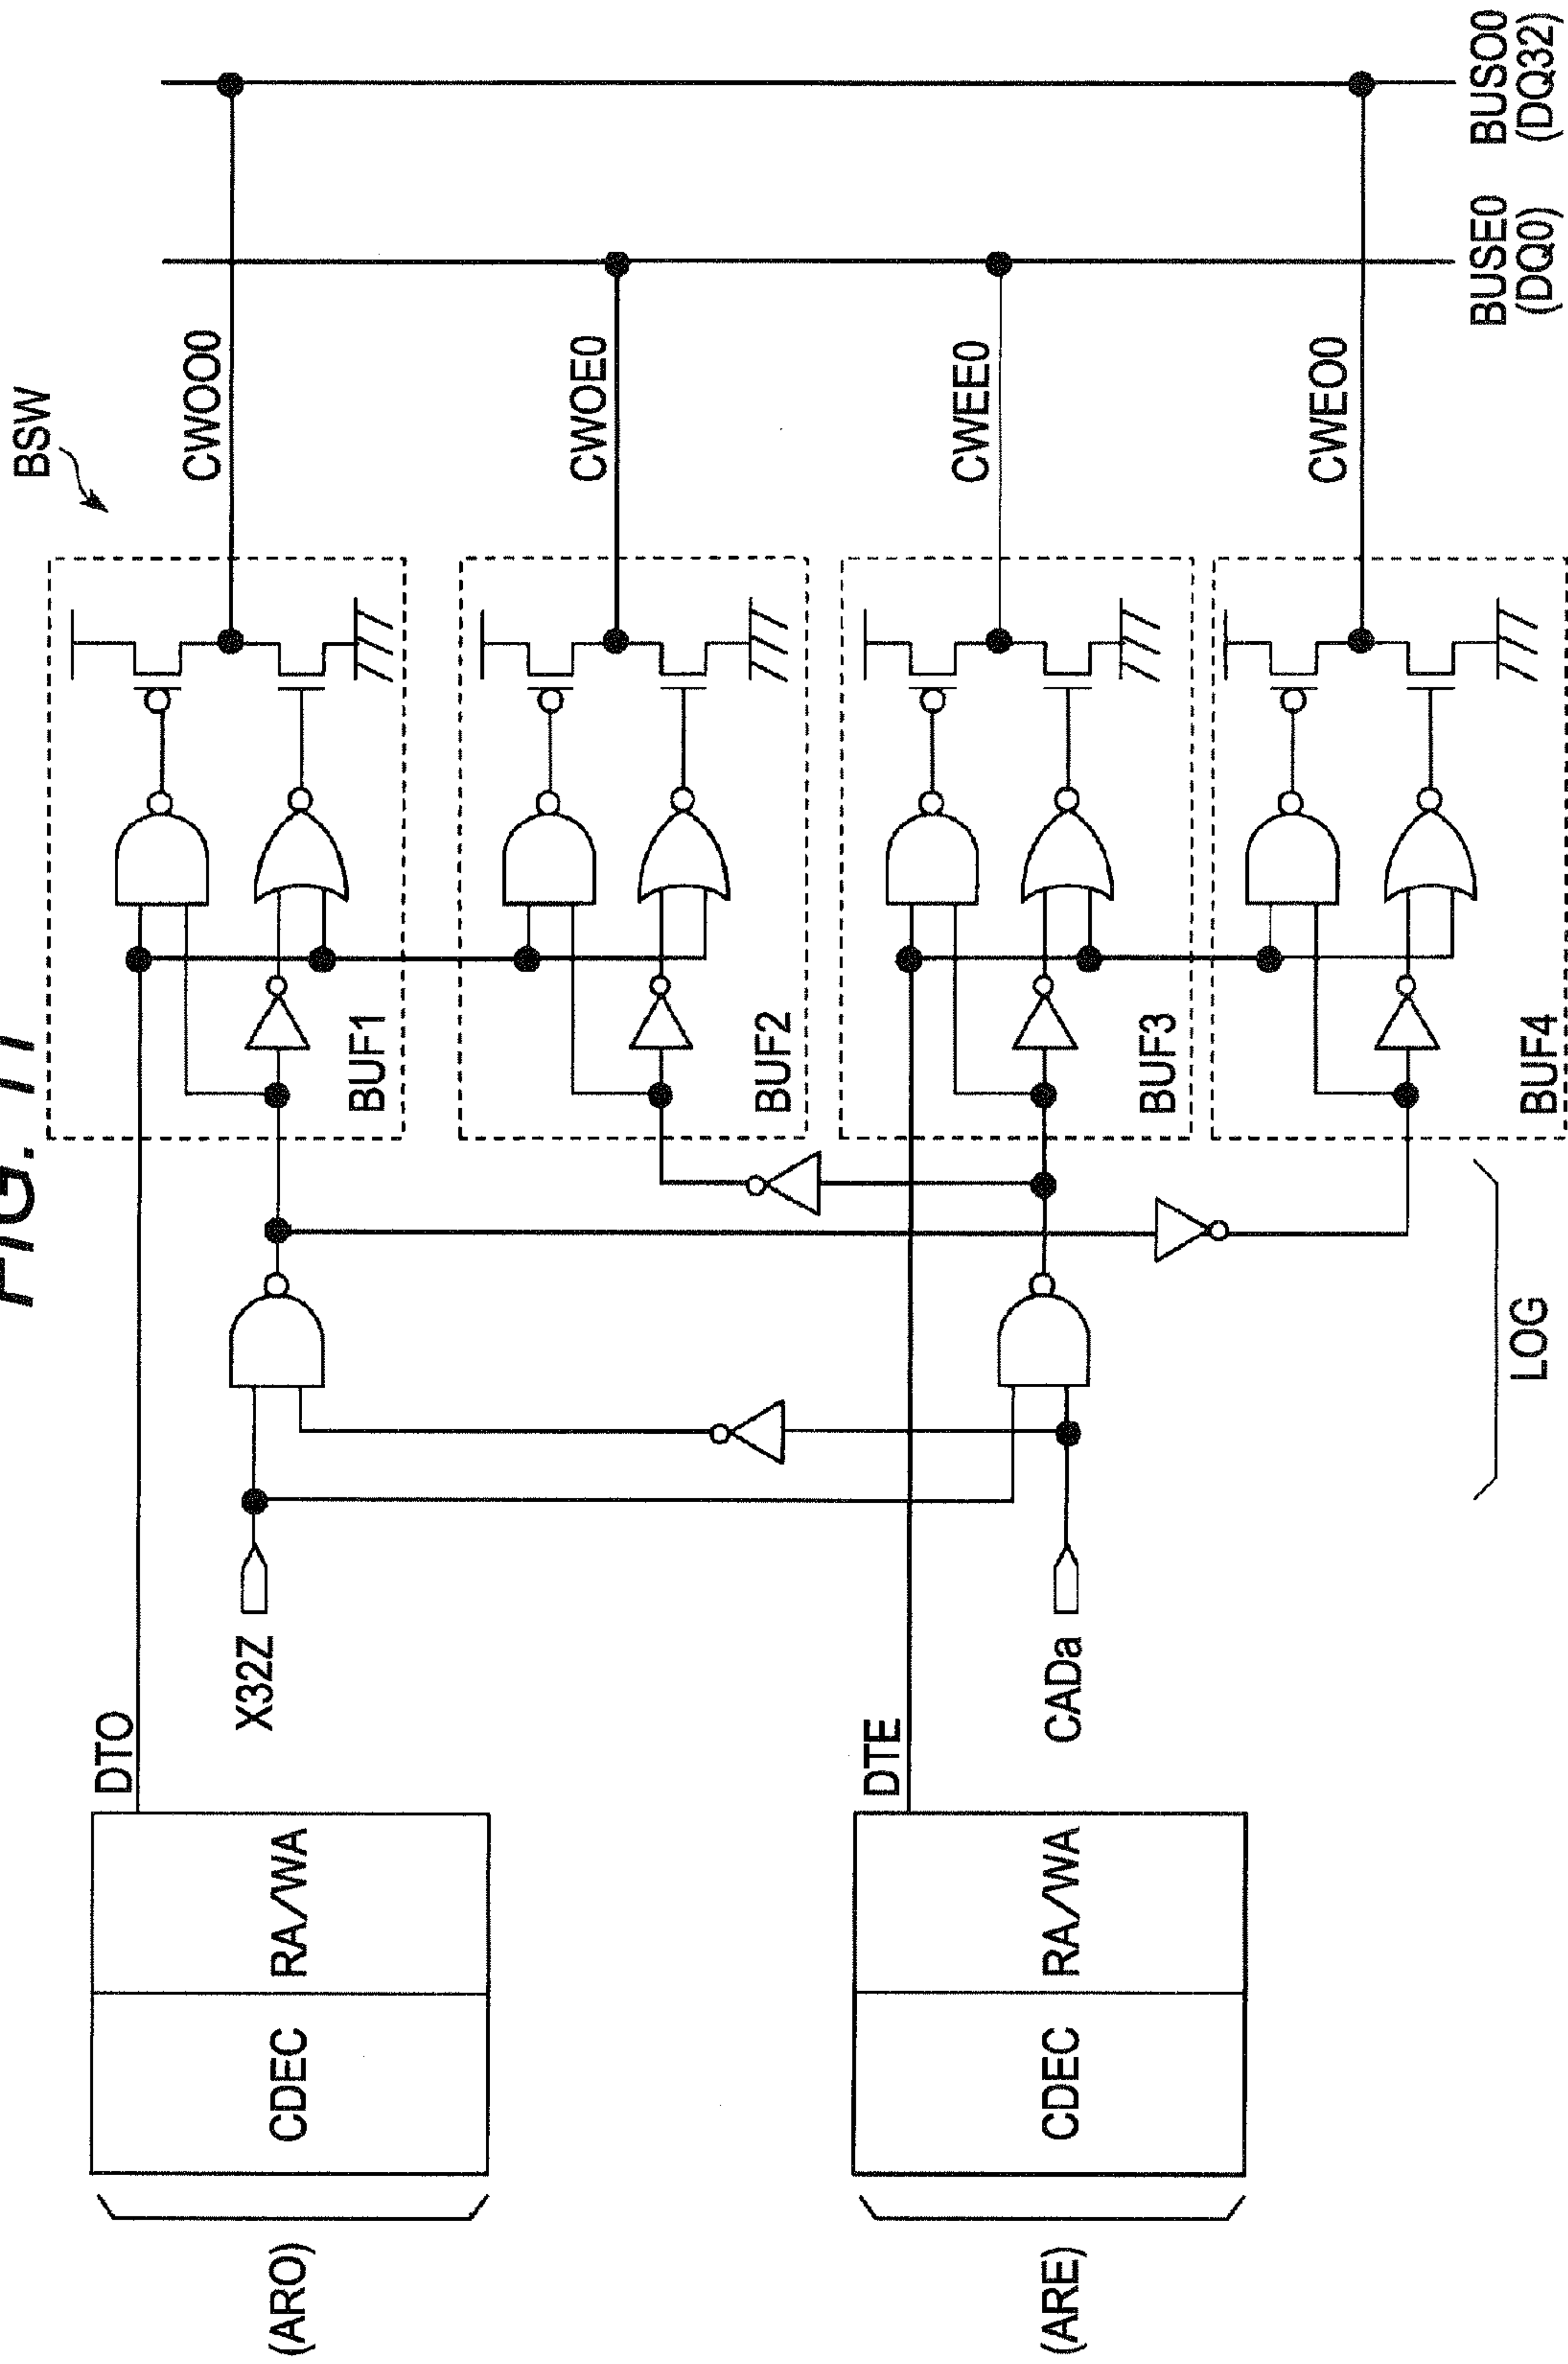 FIG. 11
BSW
DTO
X32Z
(ARO)
CDEC
RA/WA
BUF1
CWOO0
BUF2
CWOE0
DTE
CADa
(ARE)
CDEC
RA/WA
BUF3
CWEE0
BUF4
CWEO0
LOG
BUSE0
(DQ0)
BUSO0
(DQ32)